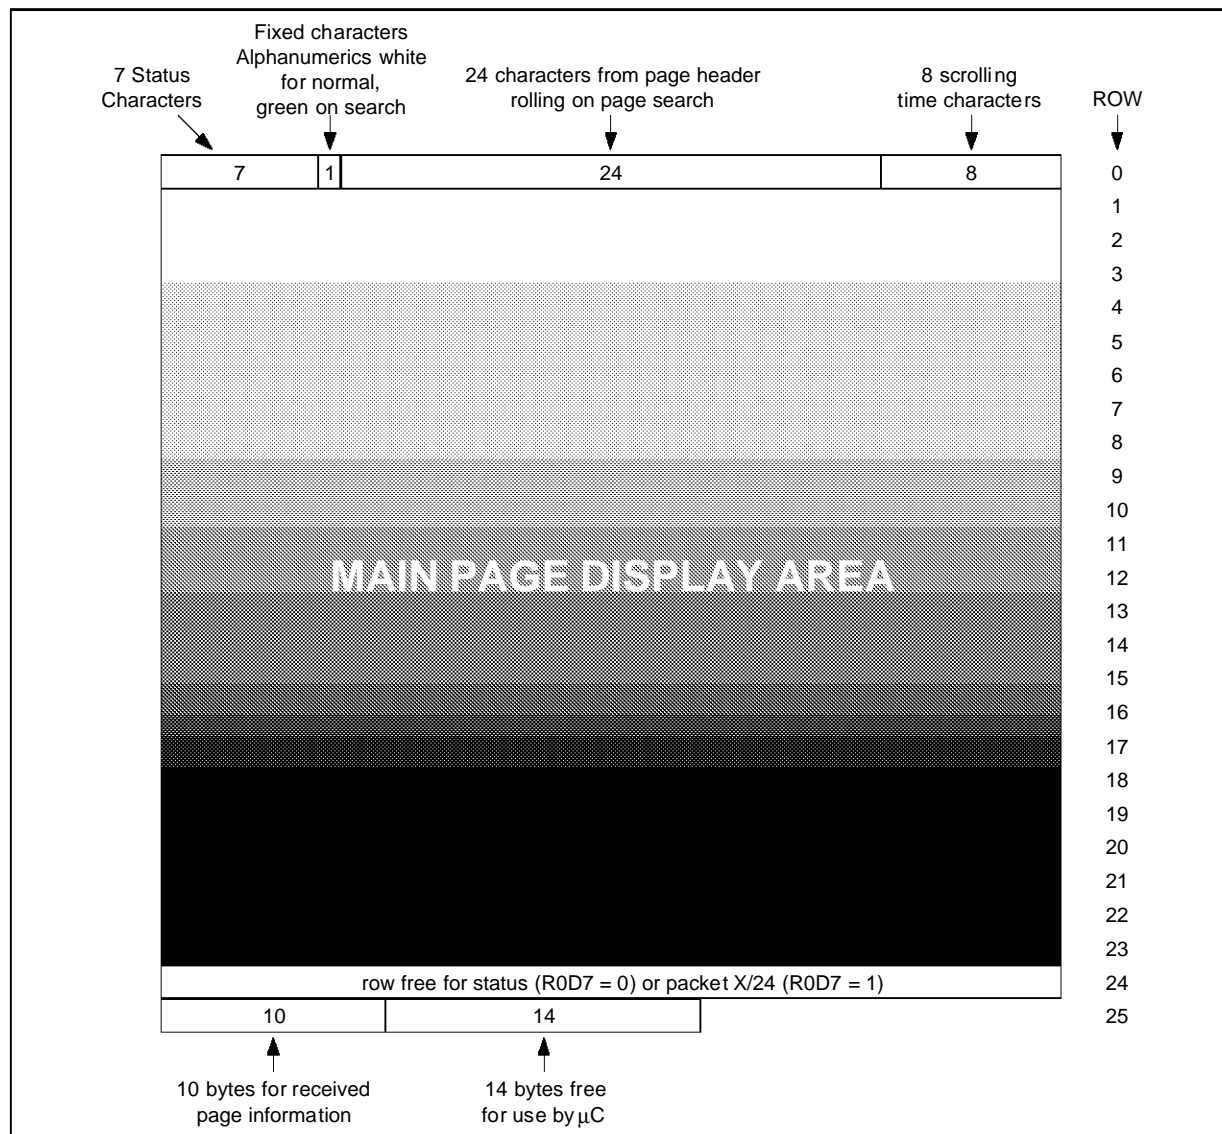 Fixed characters
Alphanumerics white
for normal,
green on search
7 Status
Characters
24 characters from page header
rolling on page search
8 scrolling
time characters
ROW
7
1
24
8
0
1
2
3
4
5
6
7
8
9
10
11
MAIN PAGE DISPLAY AREA
12
13
14
15
16
17
18
19
20
21
22
23
row free for status (R0D7 = 0) or packet X/24 (R0D7 = 1)
24
10
14
25
10 bytes for received
page information
14 bytes free
for use by µC